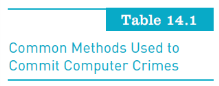 Table 14.1
Common Methods Used to
Commit Computer Crimes